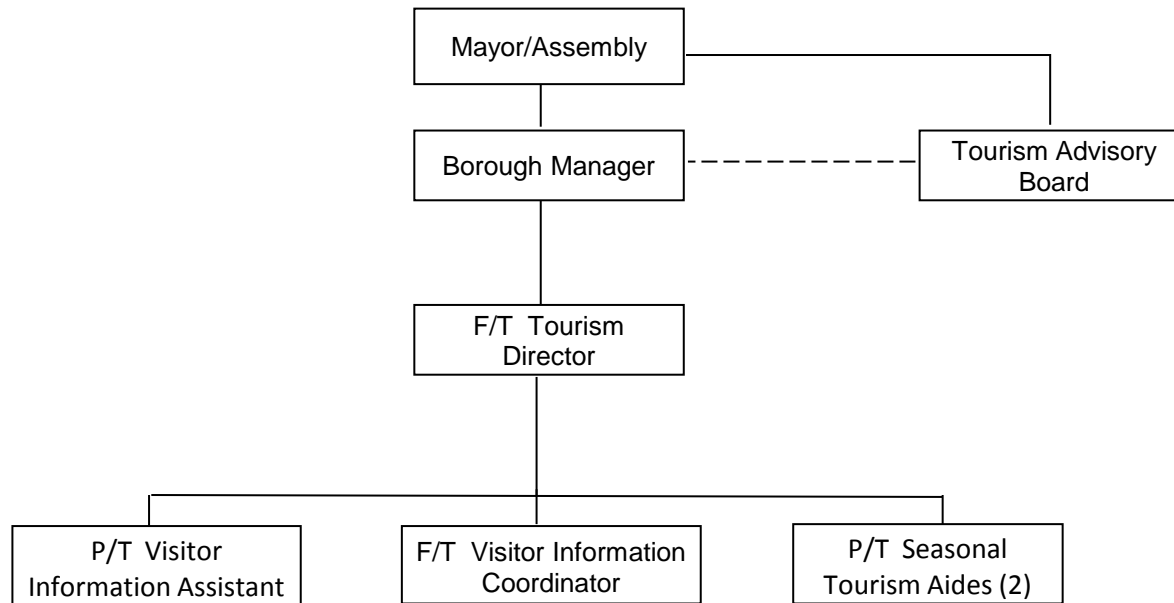 Mayor/Assembly
Borough Manager
Tourism Advisory
Board
F/T Tourism
Director
P/T Visitor
Information Assistant
F/T Visitor Information
Coordinator
P/T Seasonal
Tourism Aides (2)